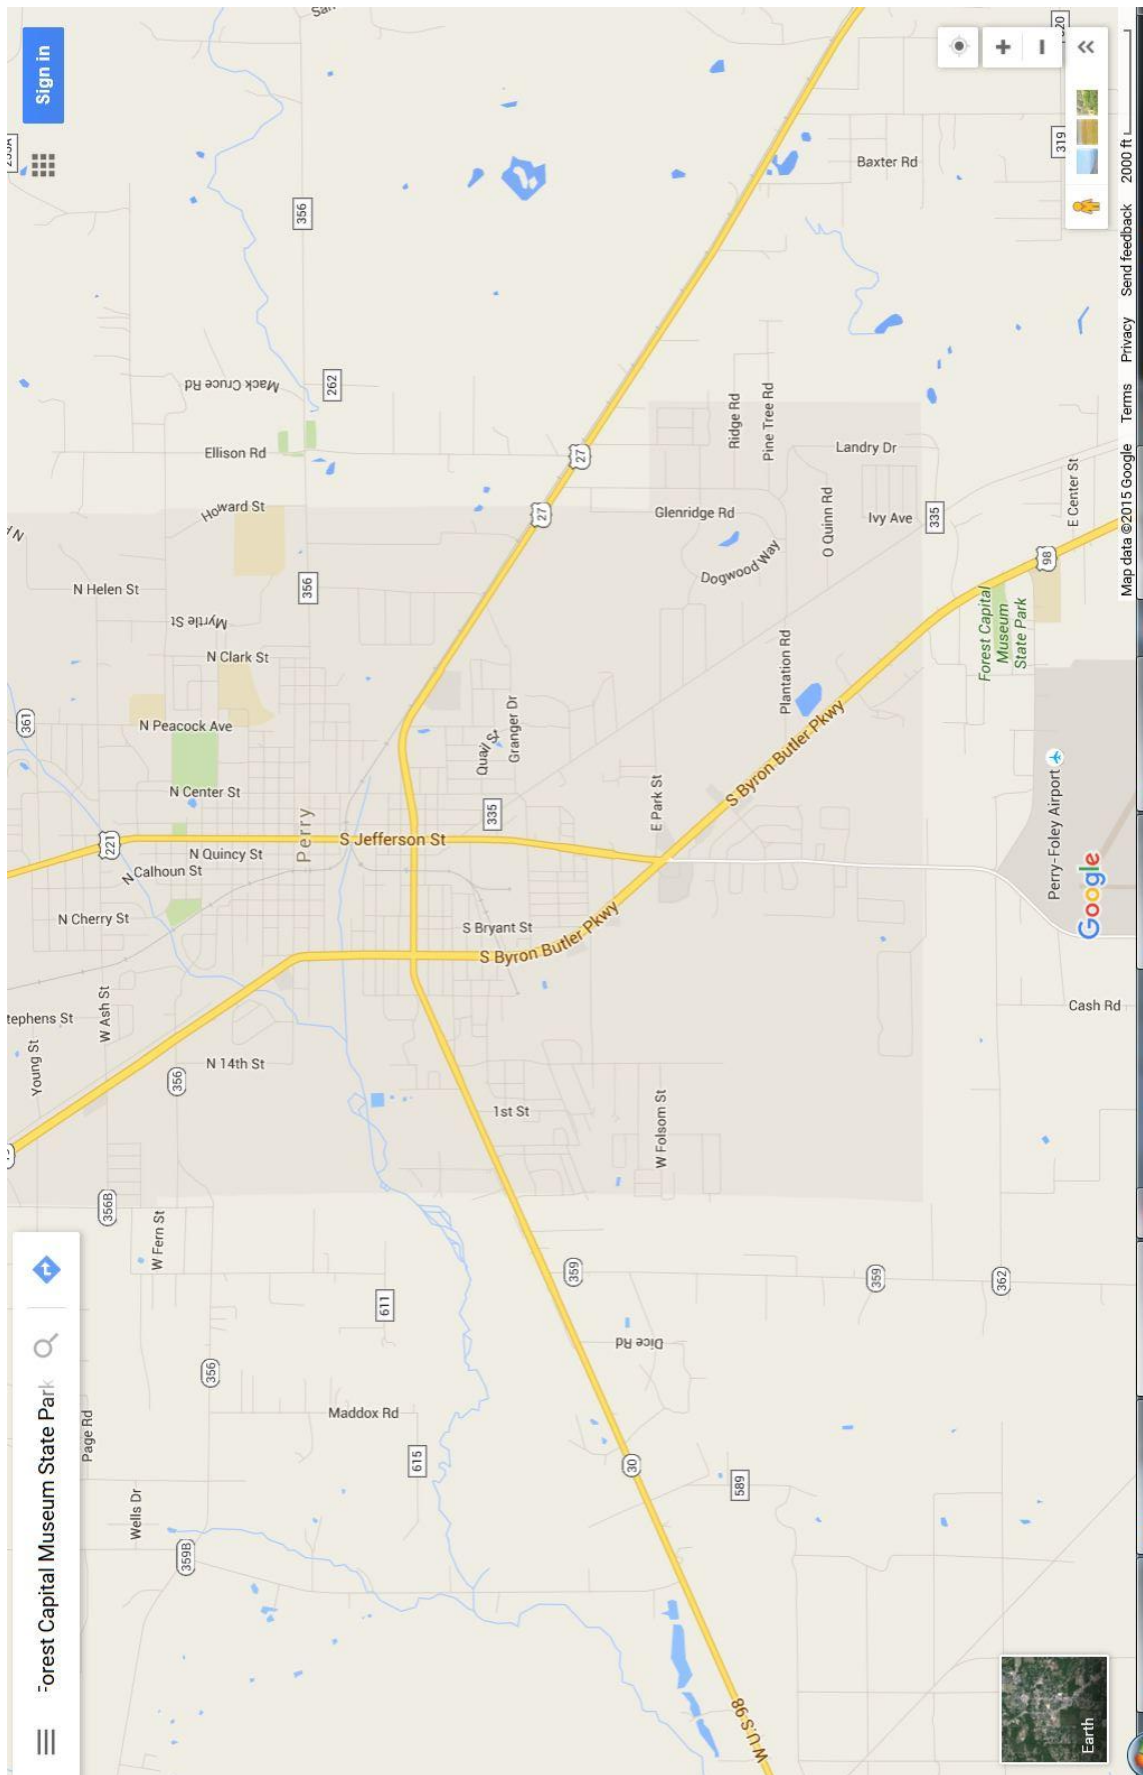 Forest Capital Museum State Park
Sign in
Young St
tephens St
361
Page Rd
356B
W Ash St
N Cherry St
221
N Helen St
Wells Dr
W Fern St
N Calhoun St
359B
356
356
N 14th St
N Quincy St
N Center St
N Peacock Ave
N Clark St
Myrtle St
Howard St
Ellison Rd
Mack Cruce Rd
356
356
262
Perry
Maddox Rd
611
615
S Jefferson St
335
Quail St
Granger Dr
27
27
1st St
S Bryant St
S Byron Butler Pkwy
359
Dice Rd
30
W Folsom St
E Park St
Glenridge Rd
Ridge Rd
Pine Tree Rd
Dogwood Way
589
W U.S 98
S Byron Butler Pkwy
Plantation Rd
O Quinn Rd
Landry Dr
Ivy Ave
Baxter Rd
359
335
362
Forest Capital
Museum
State Park
98
E Center St
319
Perry-Foley Airport
Cash Rd
Earth
Google
Map data ©2015 Google
Terms
Privacy
Send feedback
2000 ft